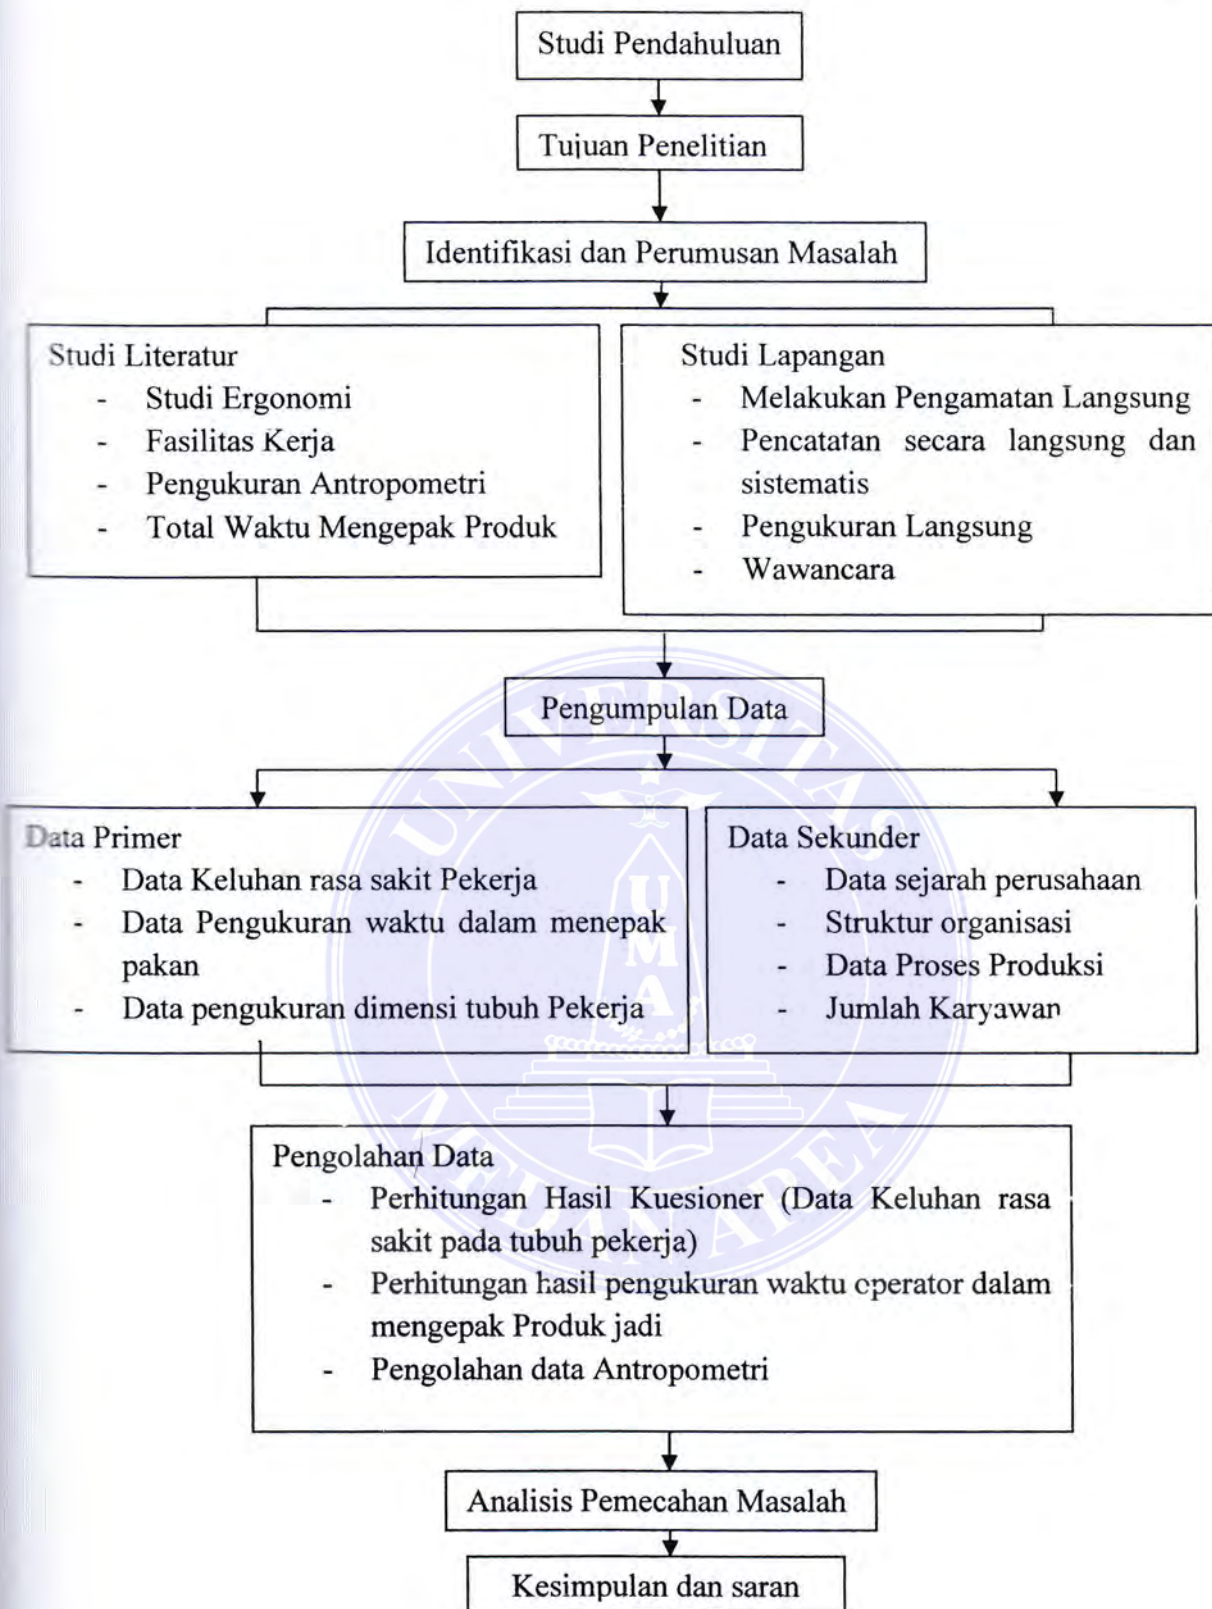 Studi Pendahuluan
Tujuan Penelitian
Identifikasi dan Perumusan Masalah
Studi Literatur
- Studi Ergonomi
- Fasilitas Kerja
- Pengukuran Antropometri
- Total Waktu Mengepak Produk
Studi Lapangan
- Melakukan Pengamatan Langsung
- Pencatatan secara langsung dan
sistematis
- Pengukuran Langsung
- Wawancara
Pengumpulan Data
Data Primer
- Data Keluhan rasa sakit Pekerja
- Data Pengukuran waktu dalam menepak
pakan
- Data pengukuran dimensi tubuh Pekerja
Data Sekunder
- Data sejarah perusahaan
- Struktur organisasi
- Data Proses Produksi
- Jumlah Karyawan
Pengolahan Data
- Perhitungan Hasil Kuesioner (Data Keluhan rasa
sakit pada tubuh pekerja)
- Perhitungan hasil pengukuran waktu operator dalam
mengepak Produk jadi
- Pengolahan data Antropometri
Analisis Pemecahan Masalah
Kesimpulan dan saran
UNIVERSITAS
UMA
MEDAN AREA